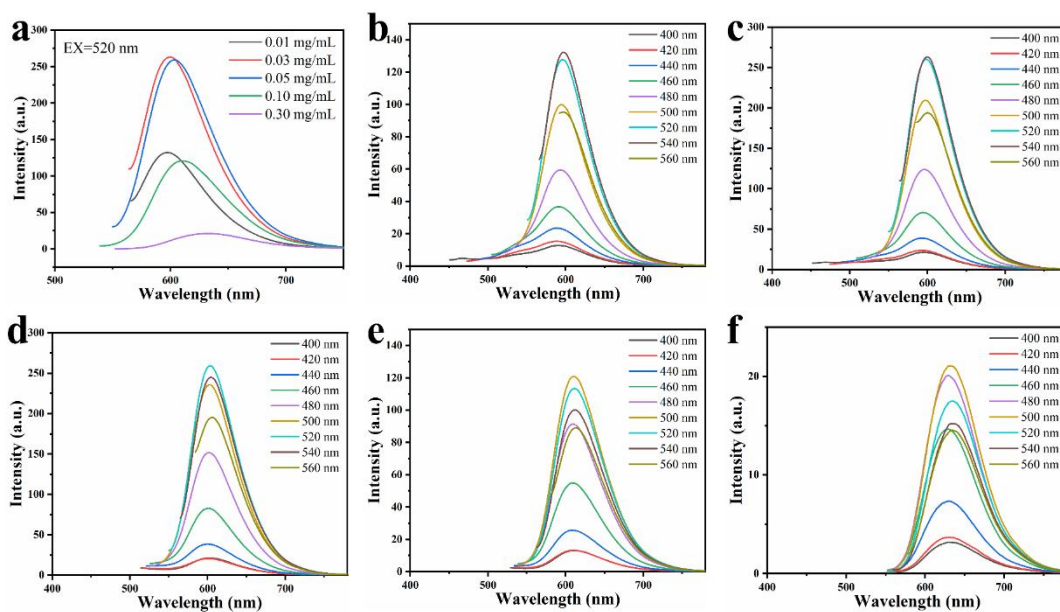 a
EX=520 nm
0.01 mg/mL
0.03 mg/mL
0.05 mg/mL
0.10 mg/mL
0.30 mg/mL
Intensity (a.u.)
300
250
200
150
100
50
0
500 600 700
Wavelength (nm)
b
400 nm
420 nm
440 nm
460 nm
480 nm
500 nm
520 nm
540 nm
560 nm
Intensity (a.u.)
140
120
100
80
60
40
20
0
400 500 600 700
Wavelength (nm)
c
400 nm
420 nm
440 nm
460 nm
480 nm
500 nm
520 nm
540 nm
560 nm
Intensity (a.u.)
300
250
200
150
100
50
0
400 500 600 700
Wavelength (nm)
d
400 nm
420 nm
440 nm
460 nm
480 nm
500 nm
520 nm
540 nm
560 nm
Intensity (a.u.)
300
250
200
150
100
50
0
400 500 600 700
Wavelength (nm)
e
400 nm
420 nm
440 nm
460 nm
480 nm
500 nm
520 nm
540 nm
560 nm
Intensity (a.u.)
140
120
100
80
60
40
20
0
400 500 600 700
Wavelength (nm)
f
400 nm
420 nm
440 nm
460 nm
480 nm
500 nm
520 nm
540 nm
560 nm
Intensity (a.u.)
20
10
0
400 500 600 700
Wavelength (nm)